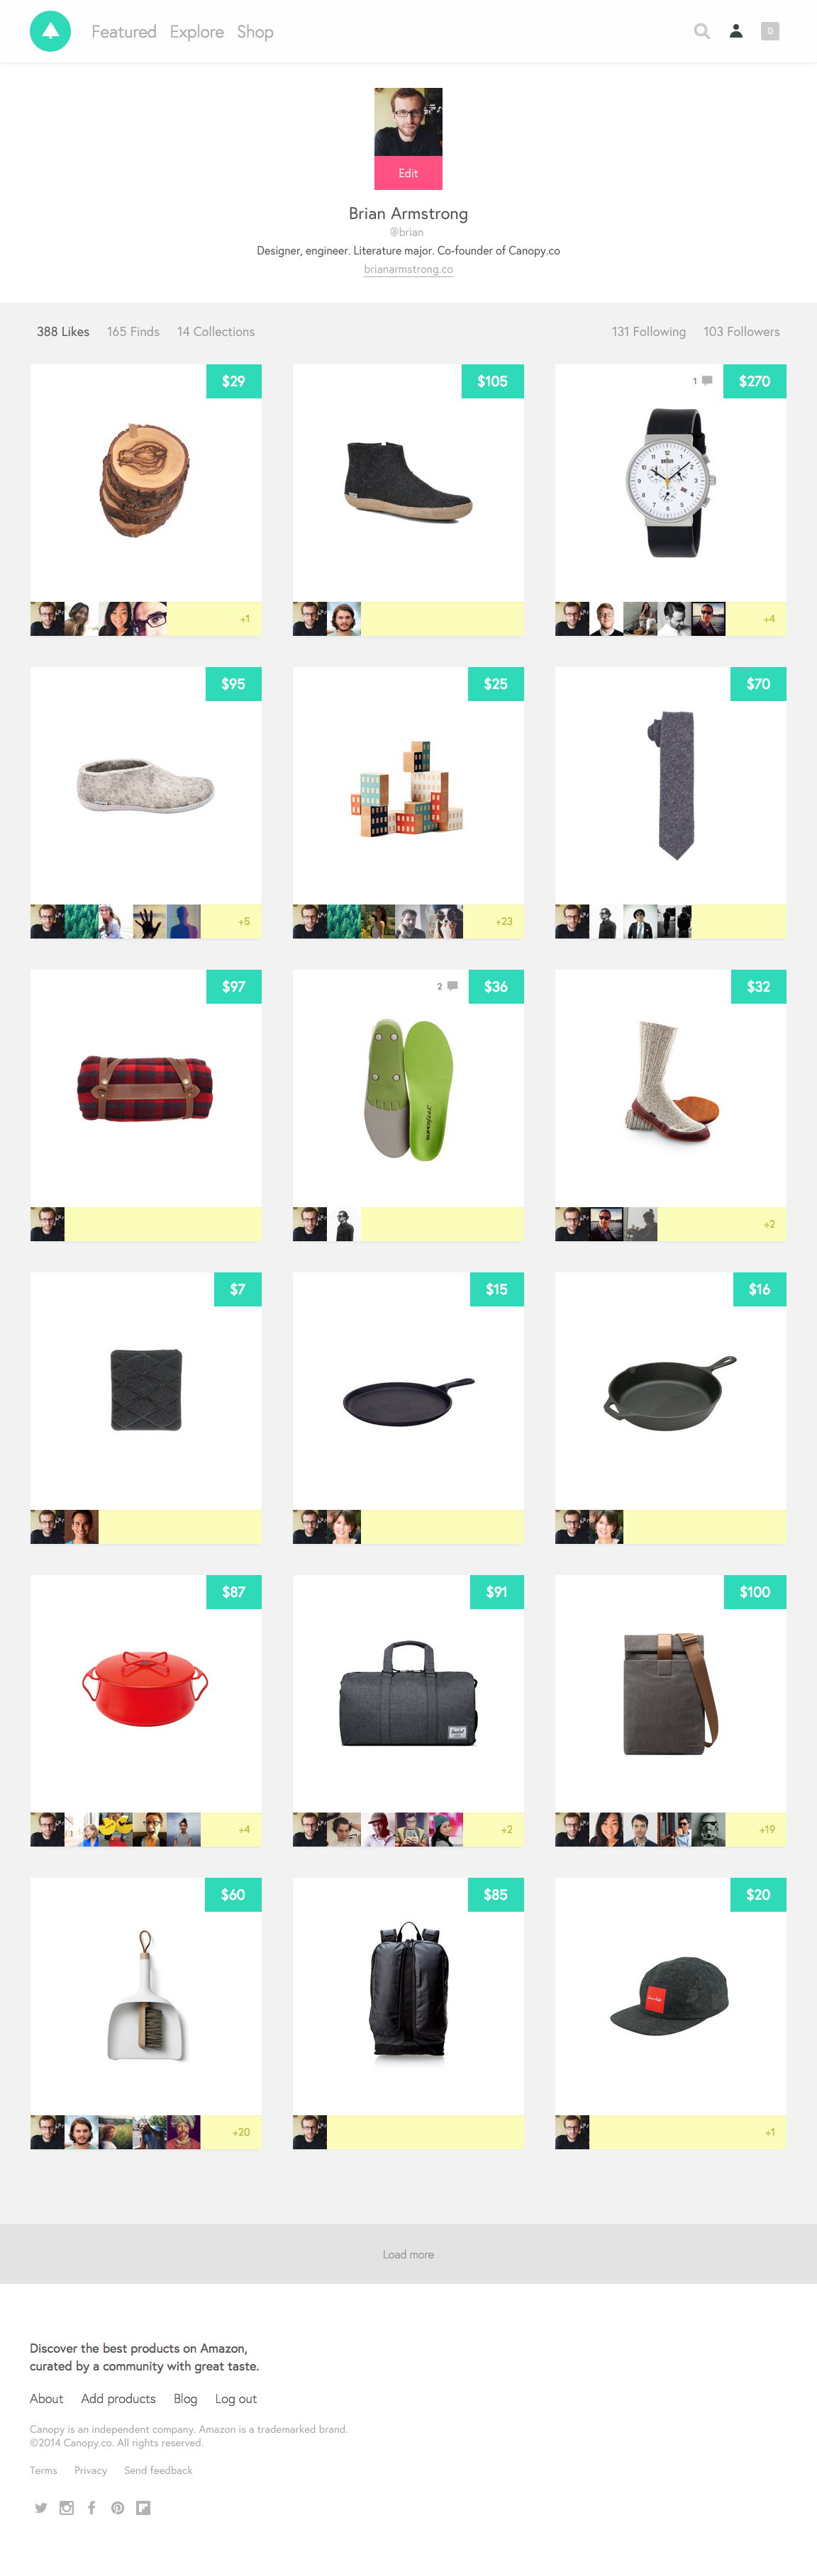 Featured Explore Shop
0
Edit
Brian Armstrong
@brian
Designer, engineer. Literature major. Co-founder of Canopy.co
brianarmstrong.co
388 Likes 165 Finds 14 Collections 131 Following 103 Followers
$29 $105 1 $270
BRAUN
+1 +4
$95 $25 $70
+5 +23
$97 2 $36 $32
superfeet
+2
$7 $15 $16
$87 $91 $100
Herschel
+4 +2 +19
$60 $85 $20
+20 +1
Load more
Discover the best products on Amazon,
curated by a community with great taste.
About Add products Blog Log out
Canopy is an independent company. Amazon is a trademarked brand.
©2014 Canopy.co. All rights reserved.
Terms Privacy Send feedback